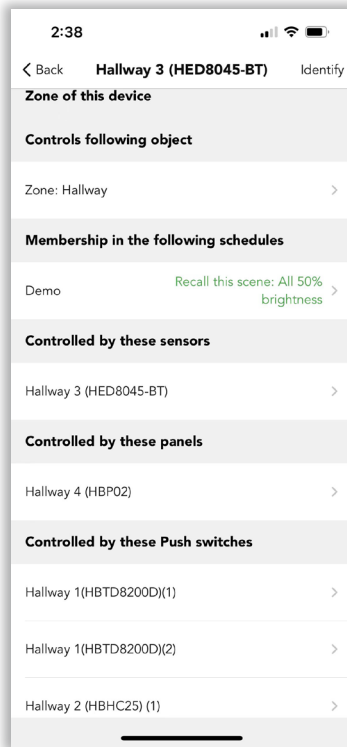 2:38
Back Hallway 3 (HED8045-BT) Identify
Zone of this device
Controls following object
Zone: Hallway
Membership in the following schedules
Demo Recall this scene: All 50%
brightness
Controlled by these sensors
Hallway 3 (HED8045-BT)
Controlled by these panels
Hallway 4 (HBP02)
Controlled by these Push switches
Hallway 1(HBTD8200D)(1)
Hallway 1(HBTD8200D)(2)
Hallway 2 (HBHC25) (1)